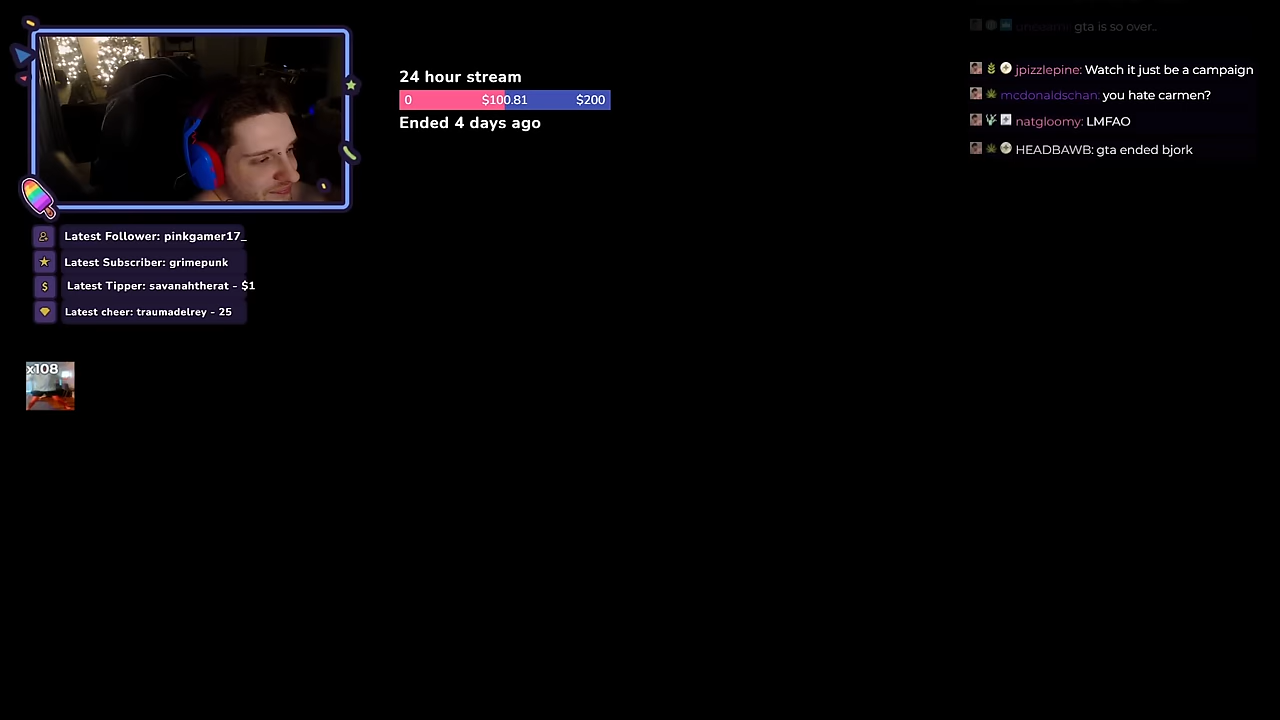 24 hour stream
0 $100.81 $200
Ended 4 days ago
Latest Follower: pinkgamer17_
Latest Subscriber: grimepunk
Latest Tipper: savanahtherat - $1
Latest cheer: traumadelrey - 25
x108
gta is so over..
jpizzlepine: Watch it just be a campaign
mcdonaldschan: you hate carmen?
natgloomy: LMFAO
HEADBAWB: gta ended bjork